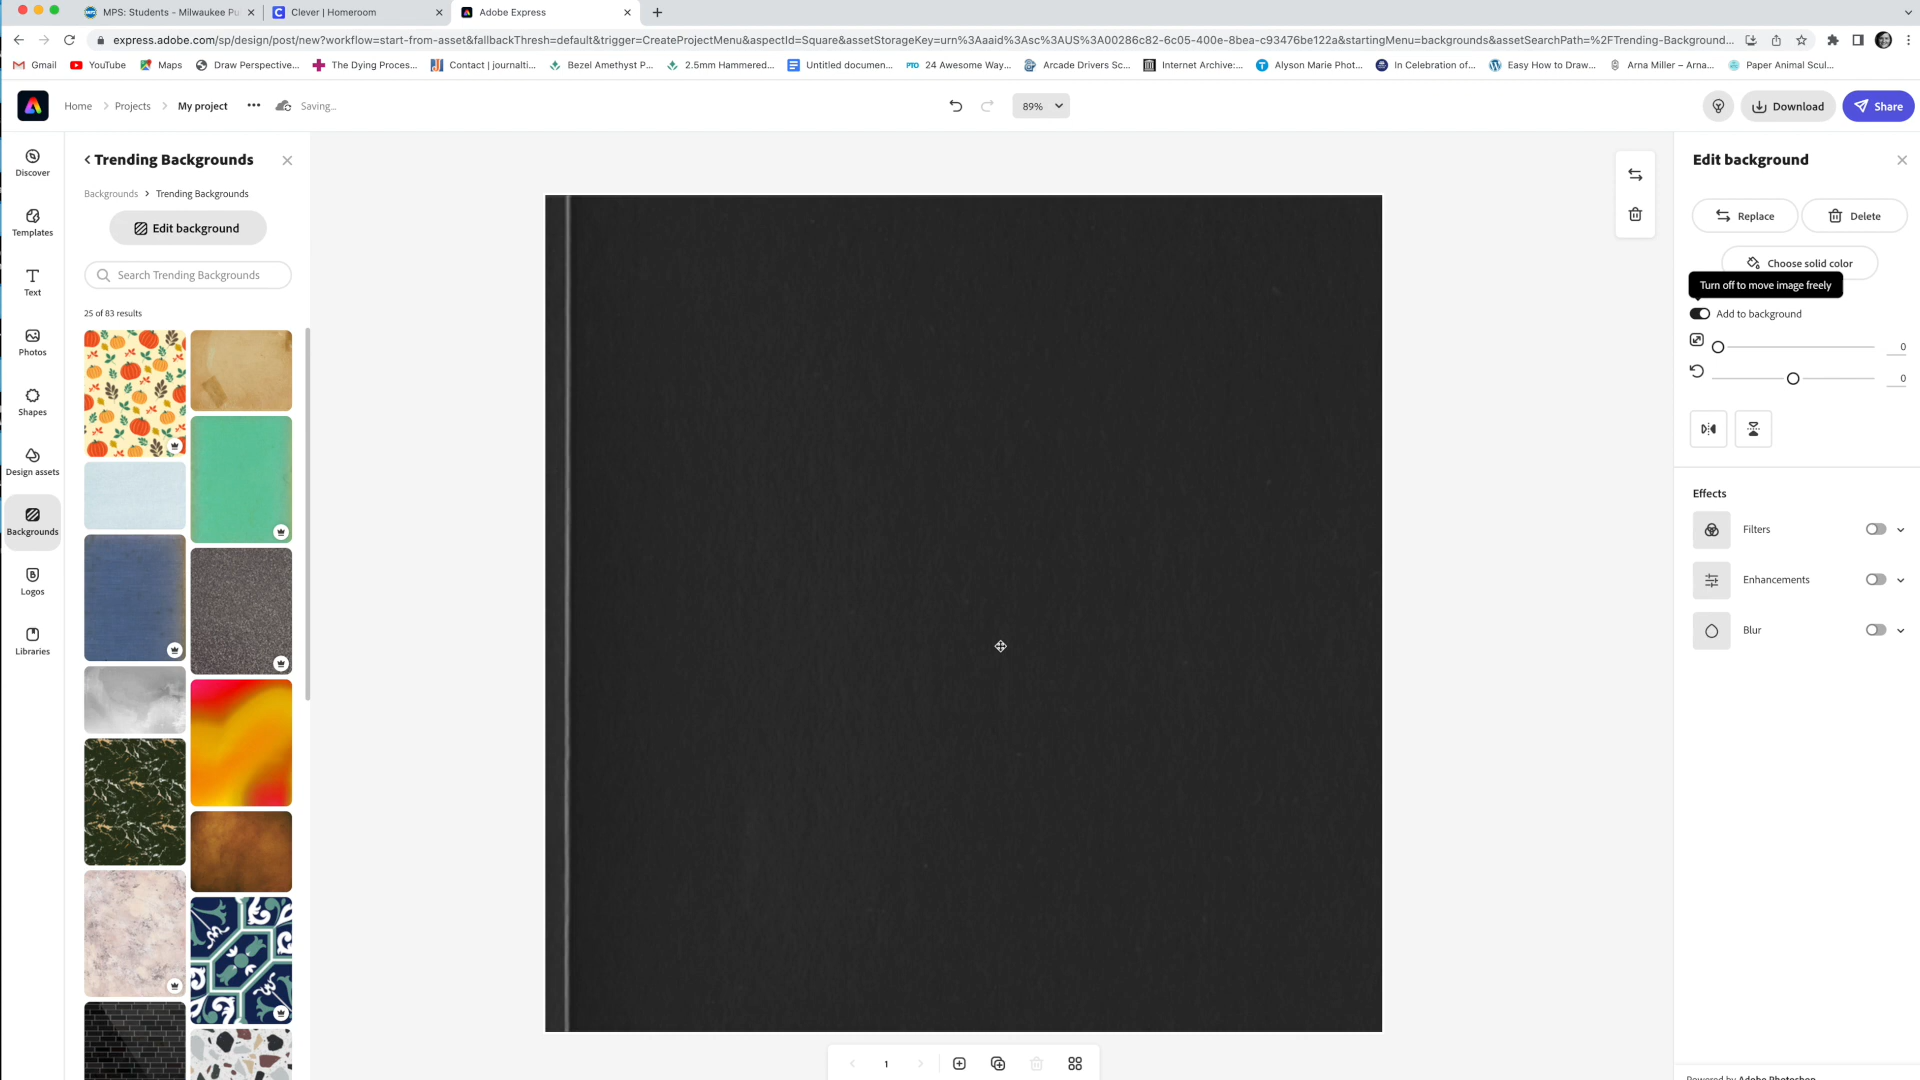 MPS: Students - Milwaukee Pu
Clever | Homeroom
Adobe Express
express.adobe.com/sp/design/post/new?workflow=start-from-asset&fallbackThresh=default&trigger=CreateProjectMenu&aspectId=Square&assetStorageKey=urn%3Aaaid%3Asc%3AUS%3A00286c82-6c05-400e-8bea-c93476be122a&startingMenu=backgrounds&assetSearchPath=%2FTrending-Background...
Gmail
YouTube
Maps
Draw Perspective...
The Dying Proces...
Contact | journalti...
Bezel Amethyst P...
2.5mm Hammered...
Untitled documen...
PTO 24 Awesome Way...
Arcade Drivers Sc...
Internet Archive:...
Alyson Marie Phot...
In Celebration of...
Easy How to Draw...
Arna Miller – Arna...
Paper Animal Scul...
Home
Projects
My project
Saving...
89%
Download
Share
Discover
Templates
Text
Photos
Shapes
Design assets
Backgrounds
Logos
Libraries
Trending Backgrounds
Backgrounds > Trending Backgrounds
Edit background
Search Trending Backgrounds
25 of 83 results
1
Edit background
Replace
Delete
Choose solid color
Turn off to move image freely
Add to background
0
0
Effects
Filters
Enhancements
Blur
Powered by Adobe Photoshop